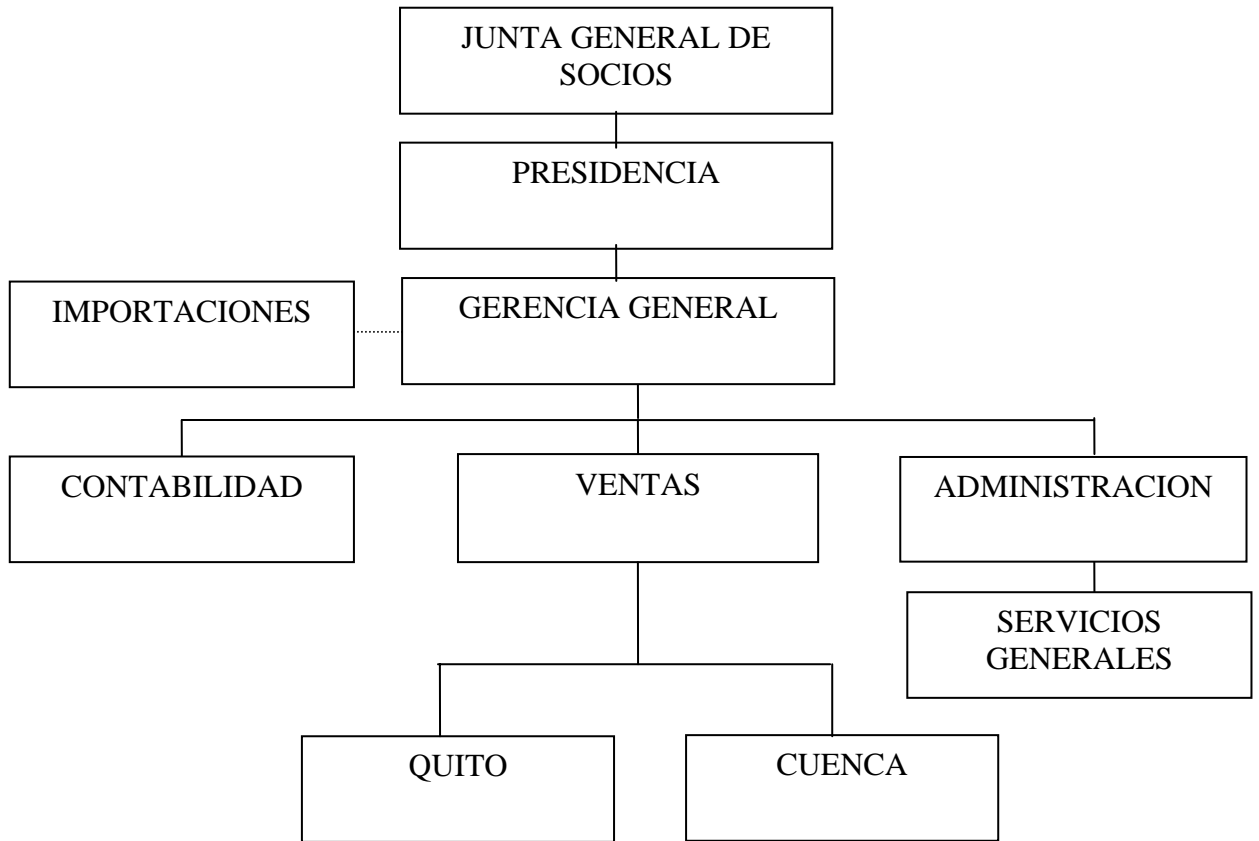 JUNTA GENERAL DE
SOCIOS
PRESIDENCIA
IMPORTACIONES
GERENCIA GENERAL
CONTABILIDAD
VENTAS
ADMINISTRACION
SERVICIOS
GENERALES
QUITO
CUENCA